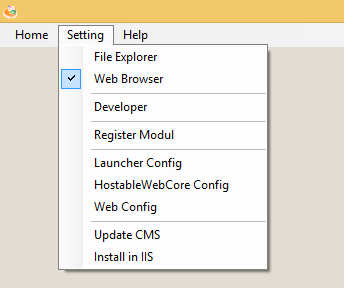 Home Setting Help
File Explorer
Web Browser
Developer
Register Modul
Launcher Config
HostableWebCore Config
Web Config
Update CMS
Install in IIS